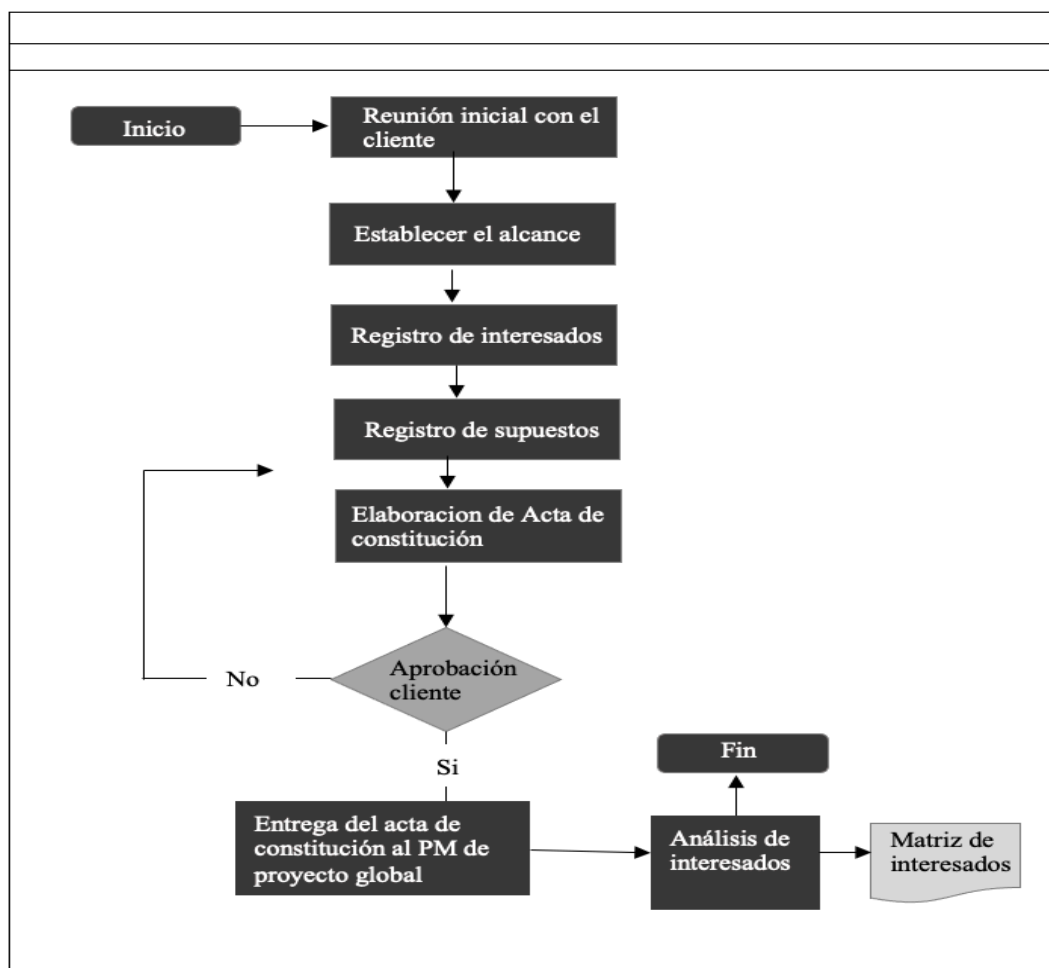 Inicio
Reunión inicial con el
cliente
Establecer el alcance
Registro de interesados
Registro de supuestos
Elaboracion de Acta de
constitución
Aprobación
cliente
No
Si
Fin
Entrega del acta de
constitución al PM de
proyecto global
Análisis de
interesados
Matriz de
interesados